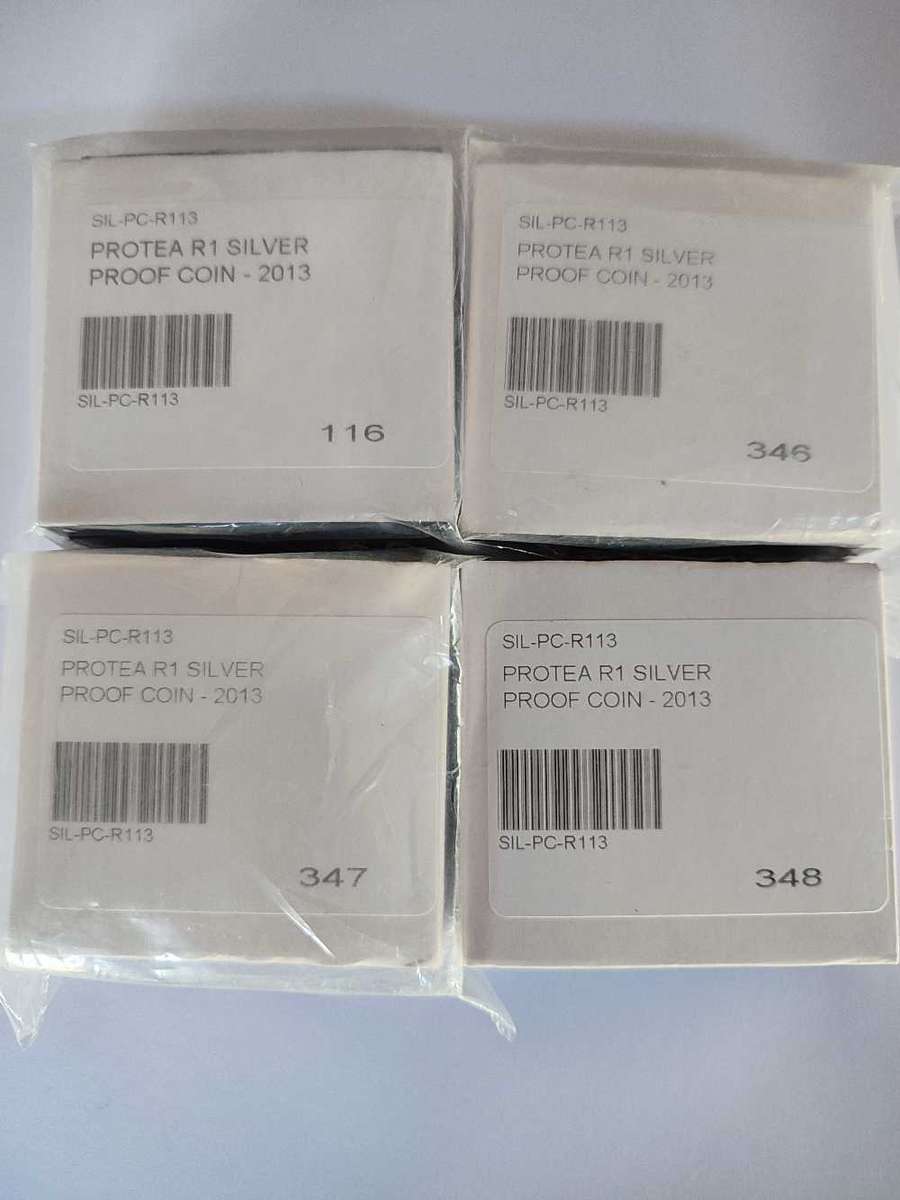 SIL-PC-R113
PROTEA R1 SILVER
PROOF COIN - 2013
SIL-PC-R113
116
SIL-PC-R113
PROTEA R1 SILVER
PROOF COIN - 2013
SIL-PC-R113
346
SIL-PC-R113
PROTEA R1 SILVER
PROOF COIN - 2013
SIL-PC-R113
347
SIL-PC-R113
PROTEA R1 SILVER
PROOF COIN - 2013
SIL-PC-R113
348